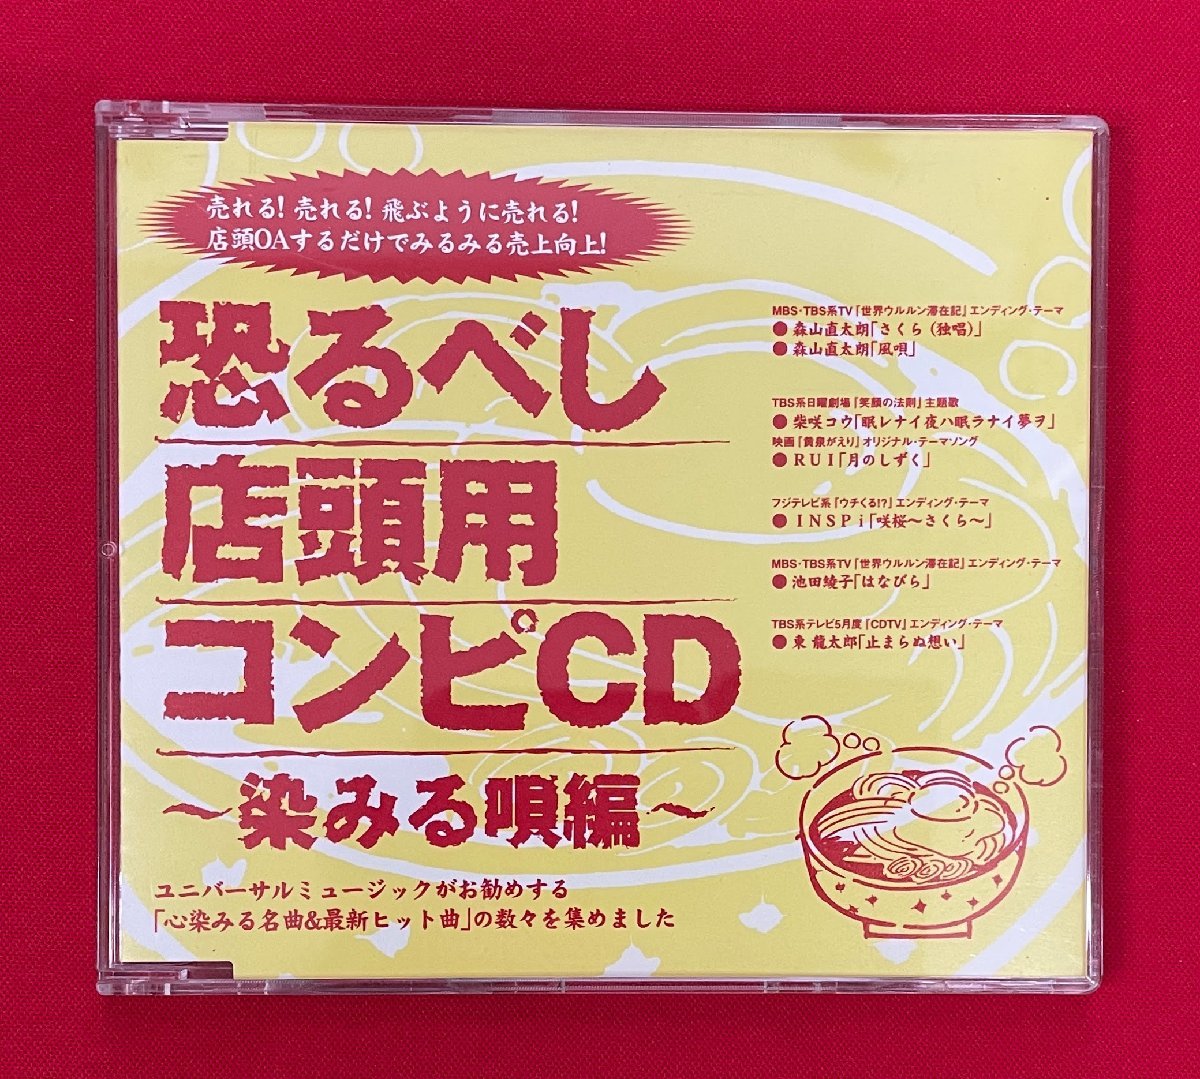 売れる! 売れる! 飛ぶように売れる!
店頭OAするだけでみるみる売上向上!
恐るべし
店頭用
コンピCD
～染みる唄編～
ユニバーサルミュージックがお勧めする
「心染みる名曲&最新ヒット曲」の数々を集めました
MBS・TBS系TV『世界ウルルン滞在記』エンディング・テーマ
● 森山直太朗「さくら（独唱）」
● 森山直太朗「風唄」
TBS系日曜劇場『笑顔の法則』主題歌
● 柴咲コウ「眠レナイ夜ハ眠ラナイ夢ヲ」
映画『黄泉がえり』オリジナル・テーマソング
● RUI「月のしずく」
フジテレビ系『ウチくる!?』エンディング・テーマ
● INSPi「咲桜～さくら～」
MBS・TBS系TV『世界ウルルン滞在記』エンディング・テーマ
● 池田綾子「はなびら」
TBS系テレビ5月度『CDTV』エンディング・テーマ
● 東 龍太郎「止まらぬ想い」